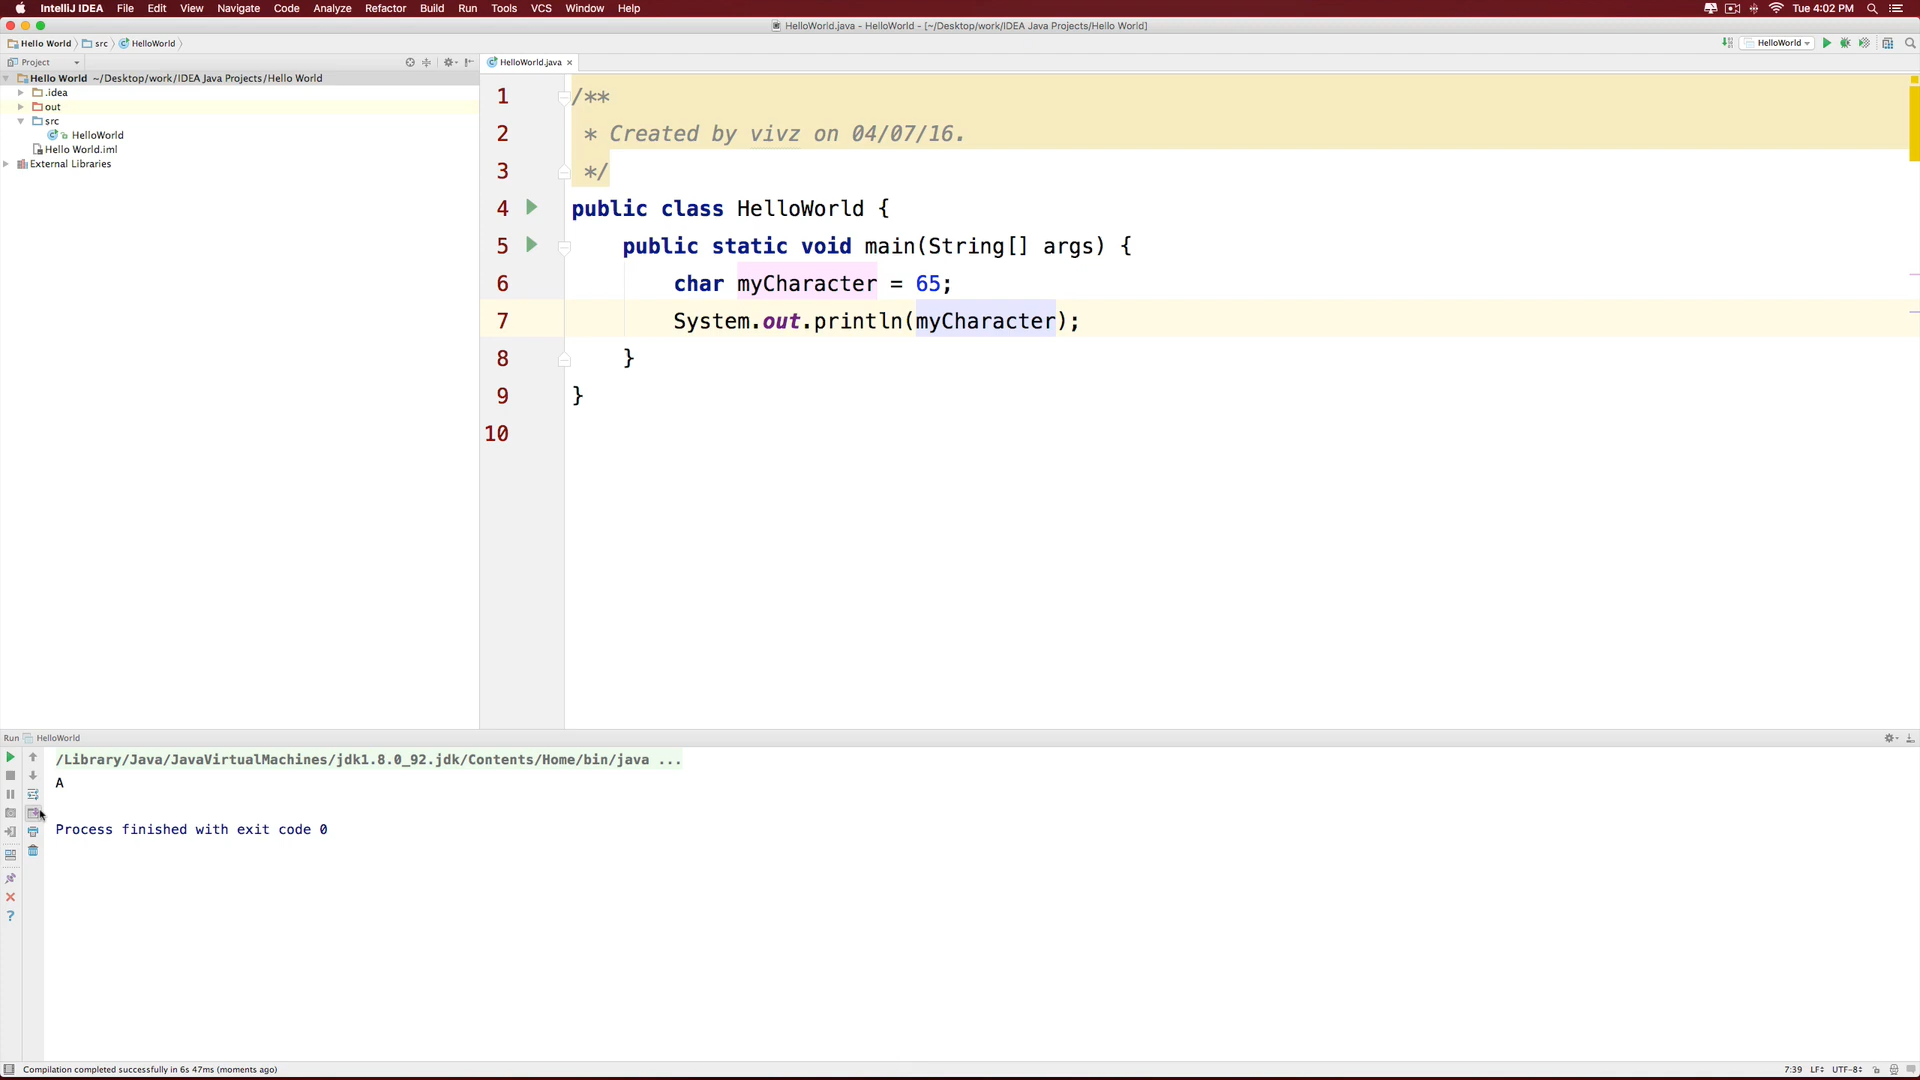 IntelliJ IDEA File Edit View Navigate Code Analyze Refactor Build Run Tools VCS Window Help Tue 4:02 PM
HelloWorld.java - HelloWorld - [~/Desktop/work/IDEA Java Projects/Hello World]
Hello World src HelloWorld HelloWorld
Project
HelloWorld.java
Hello World ~/Desktop/work/IDEA Java Projects/Hello World
.idea
out
src
HelloWorld
Hello World.iml
External Libraries
1 /**
2 * Created by vivz on 04/07/16.
3 */
4 public class HelloWorld {
5 public static void main(String[] args) {
6 char myCharacter = 65;
7 System.out.println(myCharacter);
8 }
9 }
10
Run HelloWorld
/Library/Java/JavaVirtualMachines/jdk1.8.0_92.jdk/Contents/Home/bin/java ...
A
Process finished with exit code 0
Compilation completed successfully in 6s 47ms (moments ago) 7:39 LF UTF-8